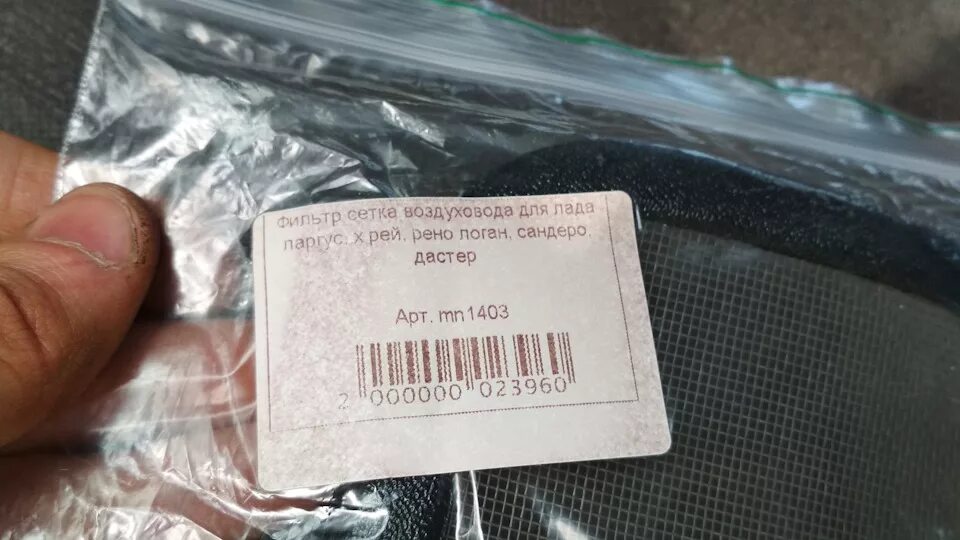 Фильтр сетка воздуховода для лада
ларгус, х рей, рено логан, сандеро,
дастер
Арт. mn1403
2 000000 023960